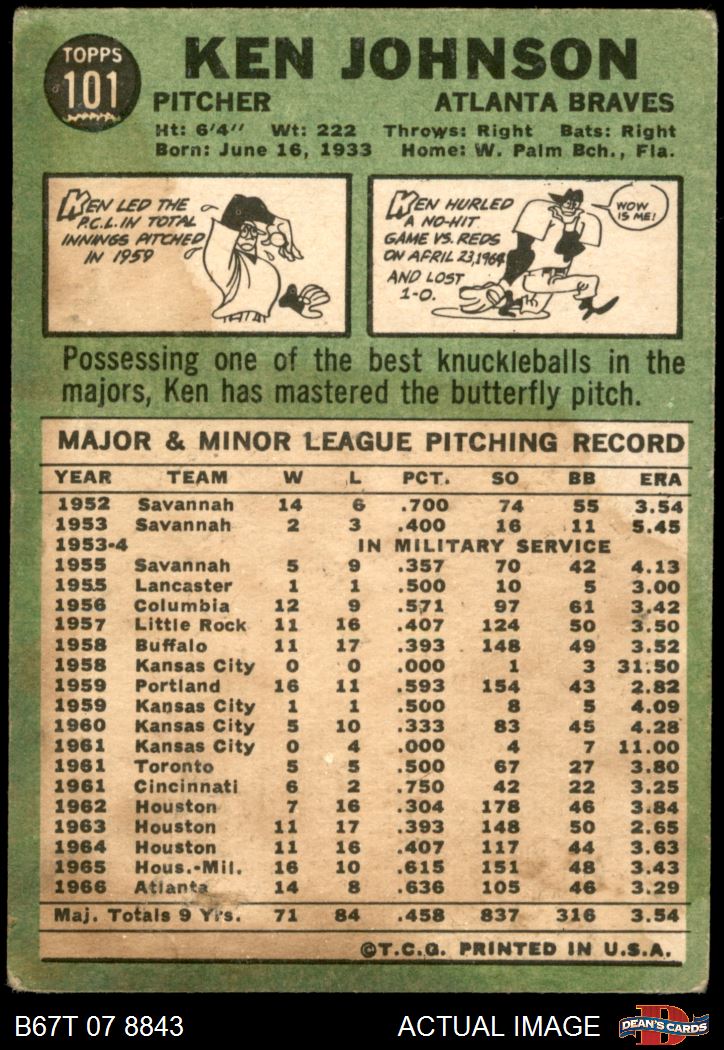 TOPPS
101
KEN JOHNSON
PITCHER ATLANTA BRAVES
Ht: 6'4" Wt: 222 Throws: Right Bats: Right
Born: June 16, 1933 Home: W. Palm Bch., Fla.
KEN LED THE
P.C.L. IN TOTAL
INNINGS PITCHED
IN 1959
KEN HURLED
A NO-HIT
GAME VS. REDS
ON APRIL 23, 1964
AND LOST
1-0.
WOW
IS ME!
Possessing one of the best knuckleballs in the
majors, Ken has mastered the butterfly pitch.
MAJOR & MINOR LEAGUE PITCHING RECORD
YEAR TEAM W L PCT. SO BB ERA
1952 Savannah 14 6 .700 74 55 3.54
1953 Savannah 2 3 .400 16 11 5.45
1953-4 IN MILITARY SERVICE
1955 Savannah 5 9 .357 70 42 4.13
1955 Lancaster 1 1 .500 10 5 3.00
1956 Columbia 12 9 .571 97 61 3.42
1957 Little Rock 11 16 .407 124 50 3.50
1958 Buffalo 11 17 .393 148 49 3.52
1958 Kansas City 0 0 .000 1 3 31.50
1959 Portland 16 11 .593 154 43 2.82
1959 Kansas City 1 1 .500 8 5 4.09
1960 Kansas City 5 10 .333 83 45 4.28
1961 Kansas City 0 4 .000 4 7 11.00
1961 Toronto 5 5 .500 67 27 3.80
1961 Cincinnati 6 2 .750 42 22 3.25
1962 Houston 7 16 .304 178 46 3.84
1963 Houston 11 17 .393 148 50 2.65
1964 Houston 11 16 .407 117 44 3.63
1965 Hous.-Mil. 16 10 .615 151 48 3.43
1966 Atlanta 14 8 .636 105 46 3.29
Maj. Totals 9 Yrs. 71 84 .458 837 316 3.54
©T.C.G. PRINTED IN U.S.A.
B67T 07 8843 ACTUAL IMAGE
D
DEAN'S CARDS